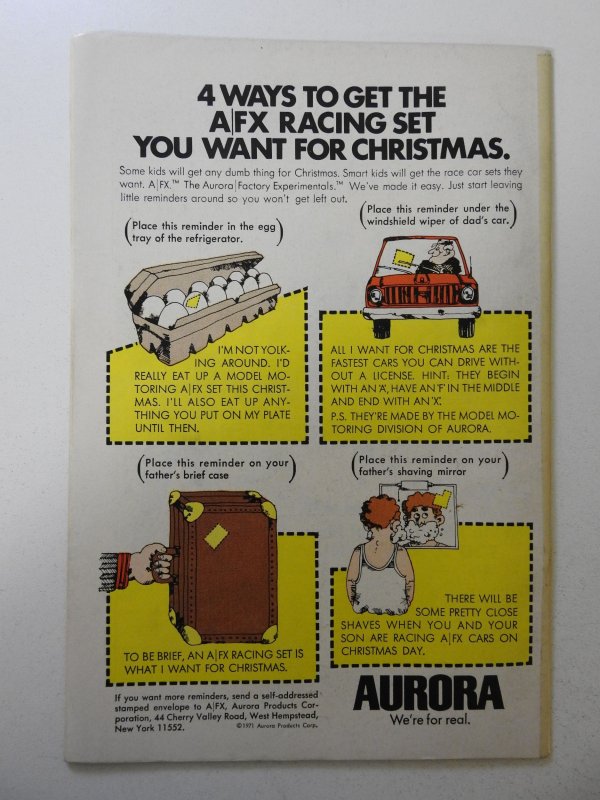 4 WAYS TO GET THE
A|FX RACING SET
YOU WANT FOR CHRISTMAS.
Some kids will get any dumb thing for Christmas. Smart kids will get the race car sets they
want. A|FX.™ The Aurora|Factory Experimentals.™ We've made it easy. Just start leaving
little reminders around so you won't get left out.
(Place this reminder in the egg
tray of the refrigerator.)
I'M NOT YOLK-
ING AROUND. I'D
REALLY EAT UP A MODEL MO-
TORING A|FX SET THIS CHRIST-
MAS. I'LL ALSO EAT UP ANY-
THING YOU PUT ON MY PLATE
UNTIL THEN.
(Place this reminder under the
windshield wiper of dad's car.)
ALL I WANT FOR CHRISTMAS ARE THE
FASTEST CARS YOU CAN DRIVE WITH-
OUT A LICENSE. HINT: THEY BEGIN
WITH AN 'A', HAVE AN 'F' IN THE MIDDLE
AND END WITH AN 'X'.
P.S. THEY'RE MADE BY THE MODEL MO-
TORING DIVISION OF AURORA.
(Place this reminder on your
father's brief case)
TO BE BRIEF, AN A|FX RACING SET IS
WHAT I WANT FOR CHRISTMAS.
(Place this reminder on your
father's shaving mirror)
THERE WILL BE
SOME PRETTY CLOSE
SHAVES WHEN YOU AND YOUR
SON ARE RACING A|FX CARS ON
CHRISTMAS DAY.
If you want more reminders, send a self-addressed
stamped envelope to A|FX, Aurora Products Cor-
poration, 44 Cherry Valley Road, West Hempstead,
New York 11552. ©1971 Aurora Products Corp.
AURORA
We're for real.